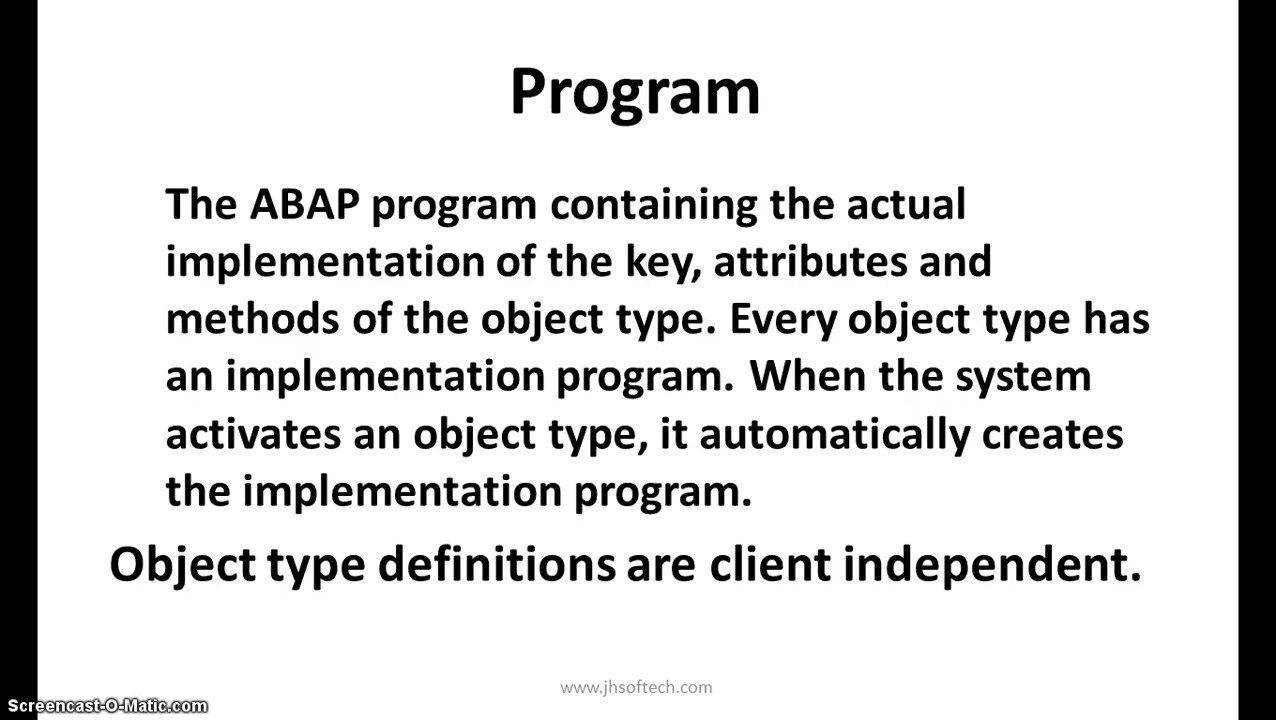 Program
The ABAP program containing the actual
implementation of the key, attributes and
methods of the object type. Every object type has
an implementation program. When the system
activates an object type, it automatically creates
the implementation program.
Object type definitions are client independent.
www.jhsoftech.com
Screencast-O-Matic.com